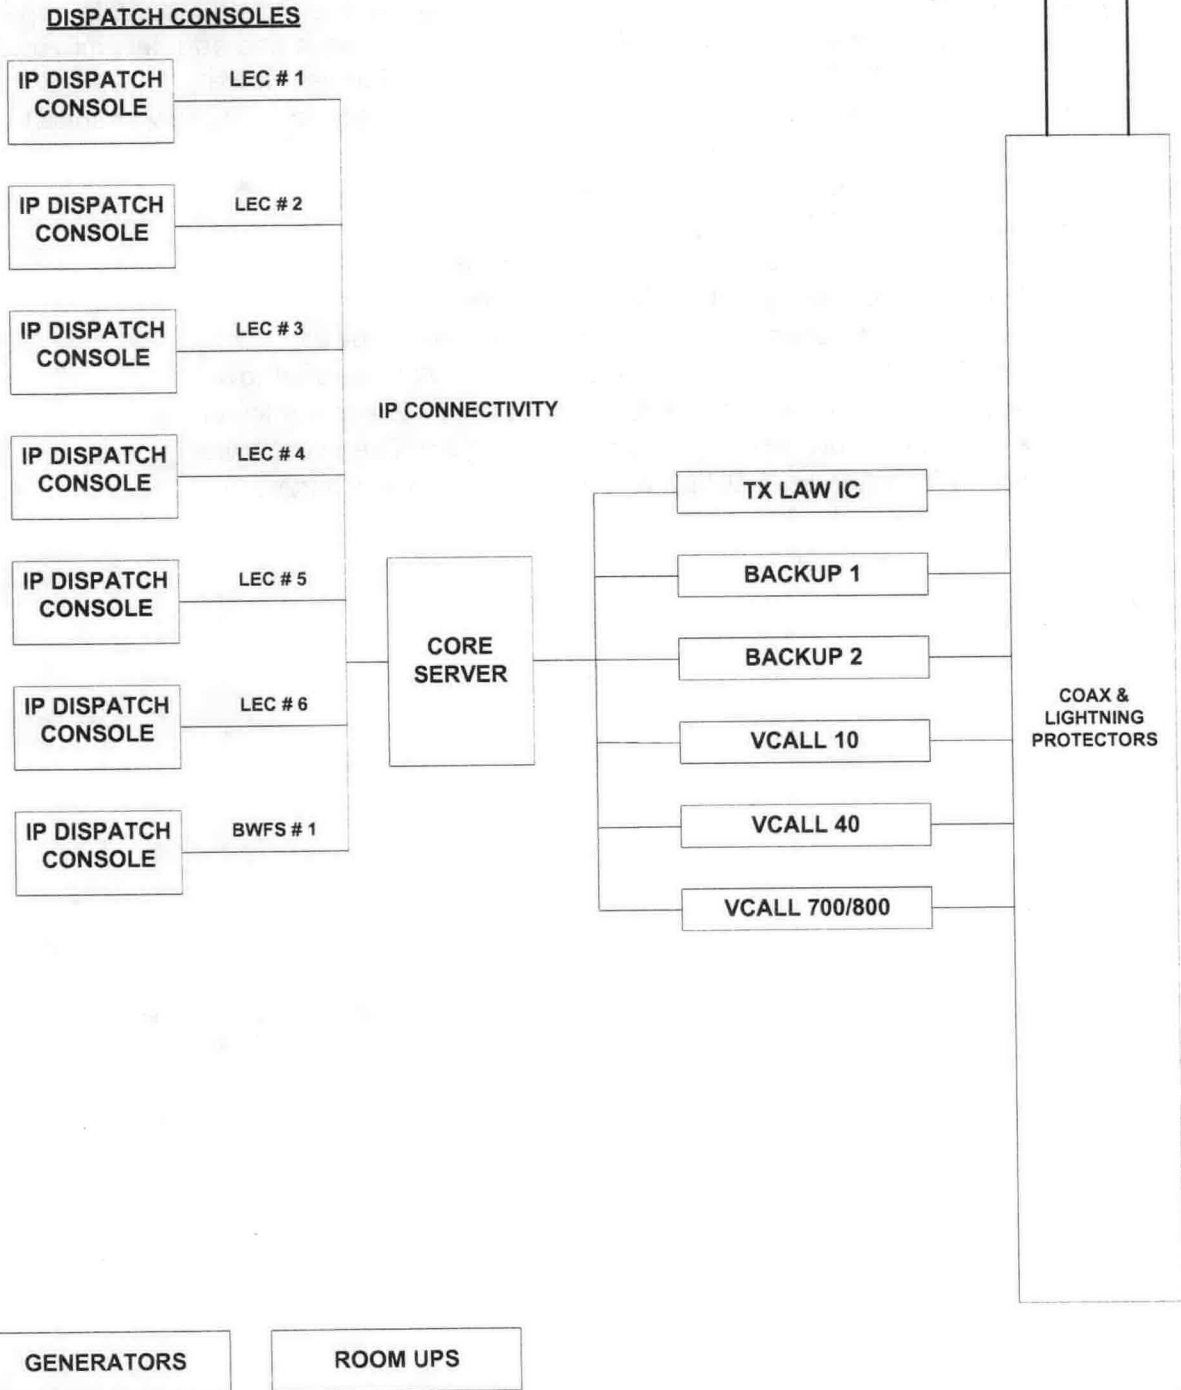 DISPATCH CONSOLES
IP DISPATCH
CONSOLE
LEC # 1
IP DISPATCH
CONSOLE
LEC # 2
IP DISPATCH
CONSOLE
LEC # 3
IP CONNECTIVITY
IP DISPATCH
CONSOLE
LEC # 4
IP DISPATCH
CONSOLE
LEC # 5
IP DISPATCH
CONSOLE
LEC # 6
IP DISPATCH
CONSOLE
BWFS # 1
CORE
SERVER
TX LAW IC
BACKUP 1
BACKUP 2
VCALL 10
VCALL 40
VCALL 700/800
COAX &
LIGHTNING
PROTECTORS
GENERATORS
ROOM UPS